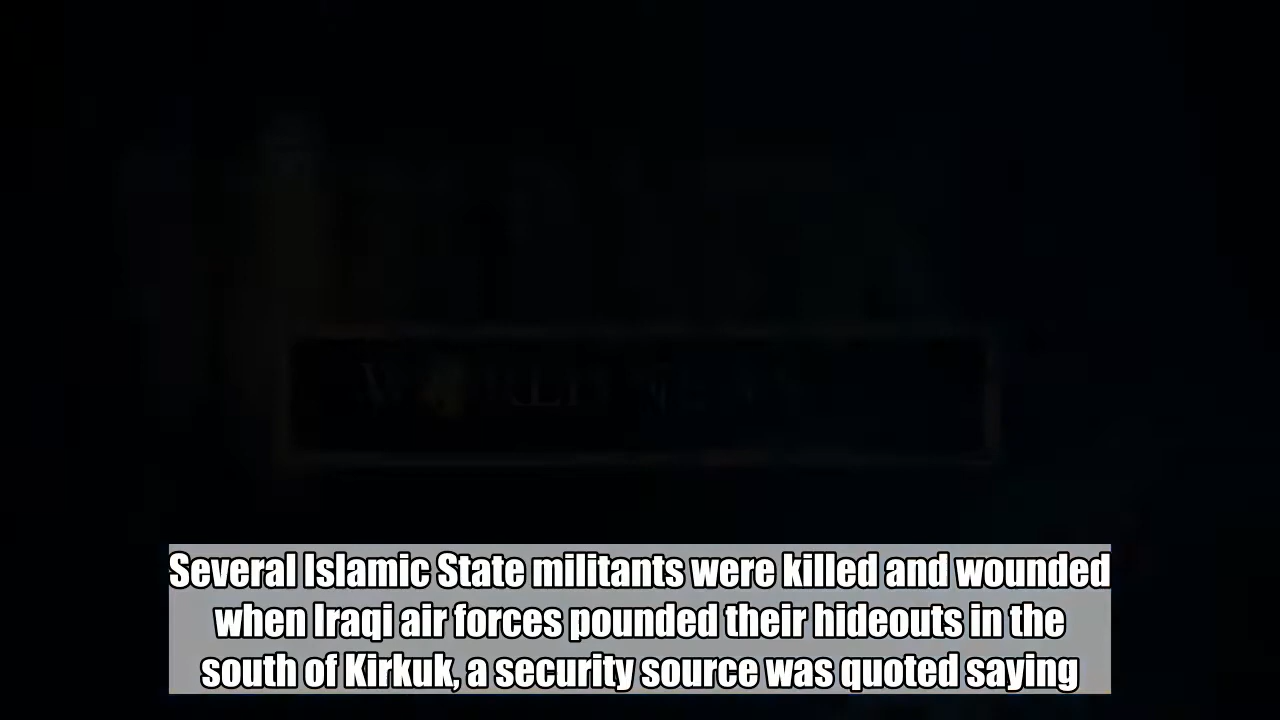 WORLD
Several Islamic State militants were killed and wounded
when Iraqi air forces pounded their hideouts in the
south of Kirkuk, a security source was quoted saying